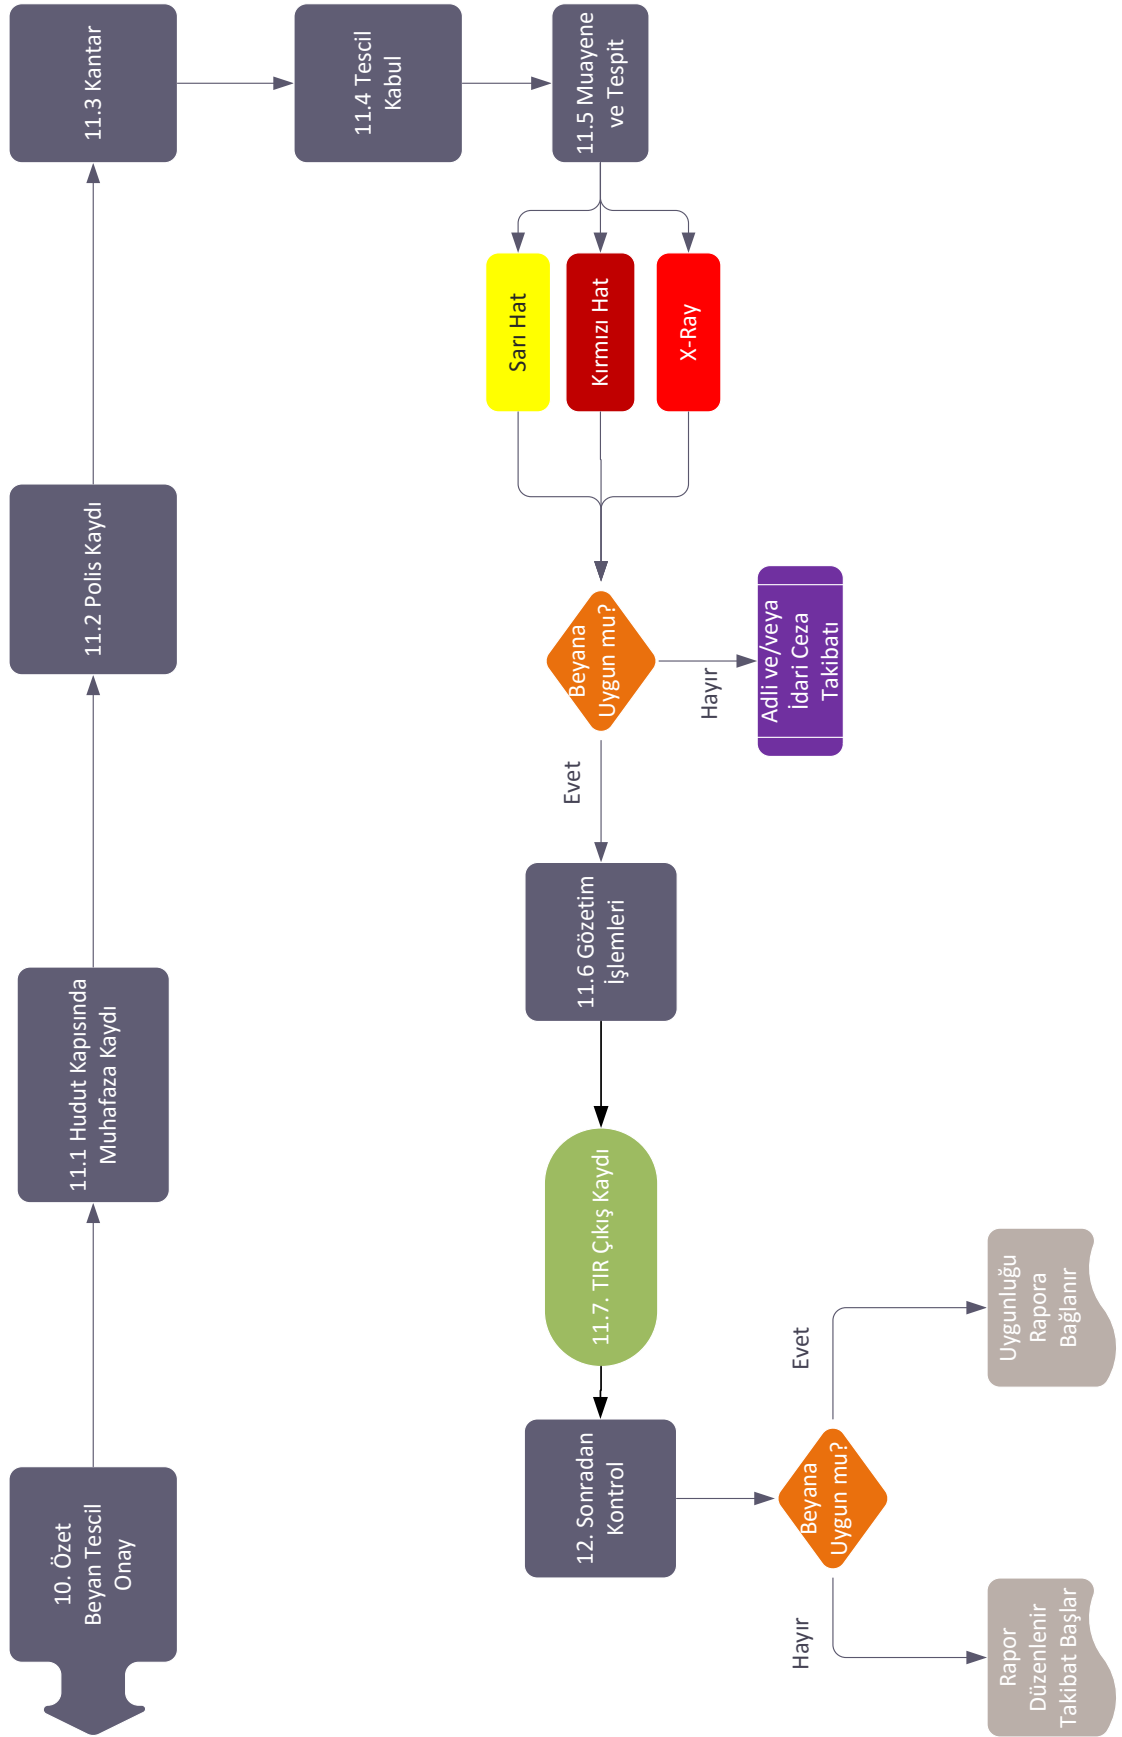 10. Özet
Beyan Tescil
Onay
11.1 Hudut Kapısında
Muhafaza Kaydı
11.2 Polis Kaydı
11.3 Kantar
11.4 Tescil
Kabul
11.5 Muayene
ve Tespit
Sarı Hat
Kırmızı Hat
X-Ray
Beyana
Uygun mu?
Hayır
Adli ve/veya
İdari Ceza
Takibatı
Evet
11.6 Gözetim
İşlemleri
11.7. TIR Çıkış Kaydı
12. Sonradan
Kontrol
Beyana
Uygun mu?
Evet
Uygunluğu
Rapora
Bağlanır
Hayır
Rapor
Düzenlenir
Takibat Başlar